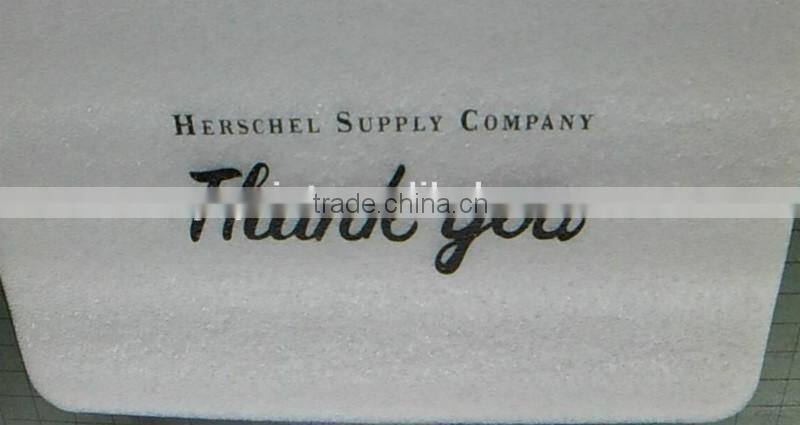 HERSCHEL SUPPLY COMPANY
Thank you
trade.china.cn